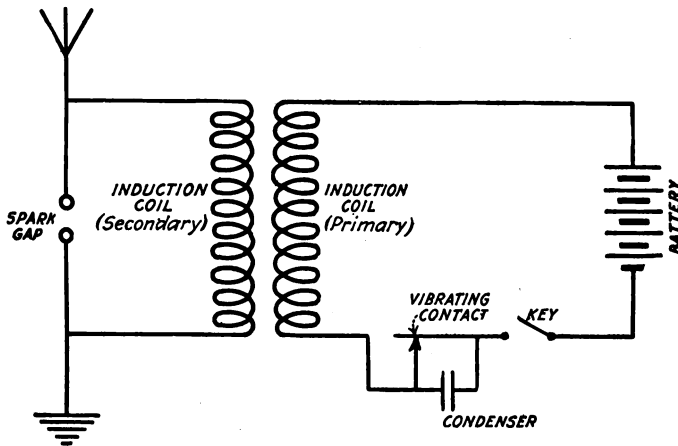 INDUCTION
COIL
(Secondary)
INDUCTION
COIL
(Primary)
SPARK
GAP
BATTERY
VIBRATING
CONTACT
KEY
CONDENSER